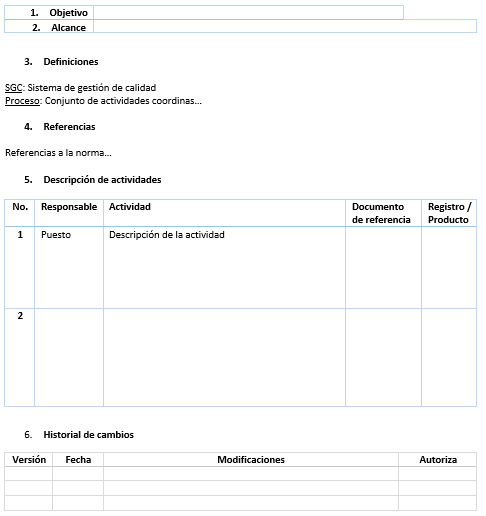 1. Objetivo
2. Alcance
3. Definiciones
SGC: Sistema de gestión de calidad
Proceso: Conjunto de actividades coordinas...
4. Referencias
Referencias a la norma...
5. Descripción de actividades
No. Responsable Actividad Documento de referencia Registro / Producto
1 Puesto Descripción de la actividad
2
6. Historial de cambios
Versión Fecha Modificaciones Autoriza